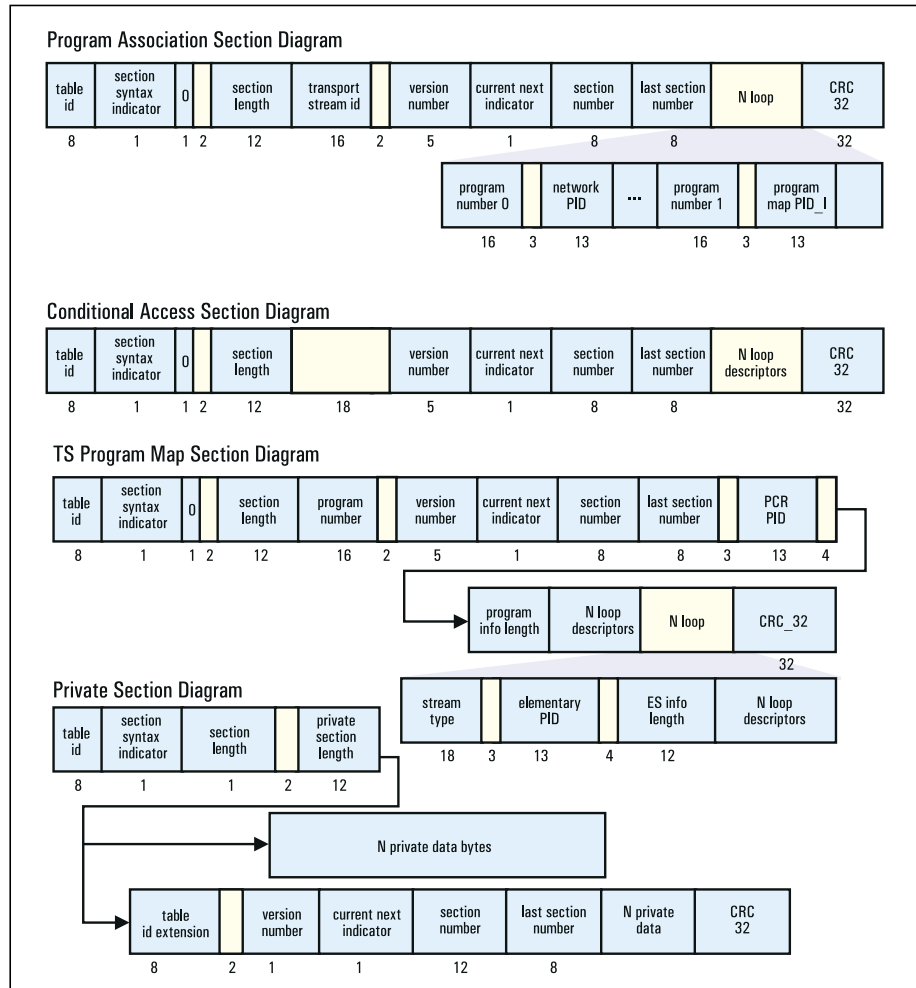 Program Association Section Diagram
table id
section syntax indicator
0
section length
transport stream id
version number
current next indicator
section number
last section number
N loop
CRC 32
8 1 1 2 12 16 2 5 1 8 8 32
program number 0
network PID
...
program number 1
program map PID_I
16 3 13 16 3 13
Conditional Access Section Diagram
table id
section syntax indicator
0
section length
version number
current next indicator
section number
last section number
N loop descriptors
CRC 32
8 1 1 2 12 18 5 1 8 8 32
TS Program Map Section Diagram
table id
section syntax indicator
0
section length
program number
version number
current next indicator
section number
last section number
PCR PID
8 1 1 2 12 16 2 5 1 8 8 3 13 4
program info length
N loop descriptors
N loop
CRC_32
32
stream type
elementary PID
ES info length
N loop descriptors
18 3 13 4 12
Private Section Diagram
table id
section syntax indicator
section length
private section length
8 1 1 2 12
N private data bytes
table id extension
version number
current next indicator
section number
last section number
N private data
CRC 32
8 2 1 1 12 8